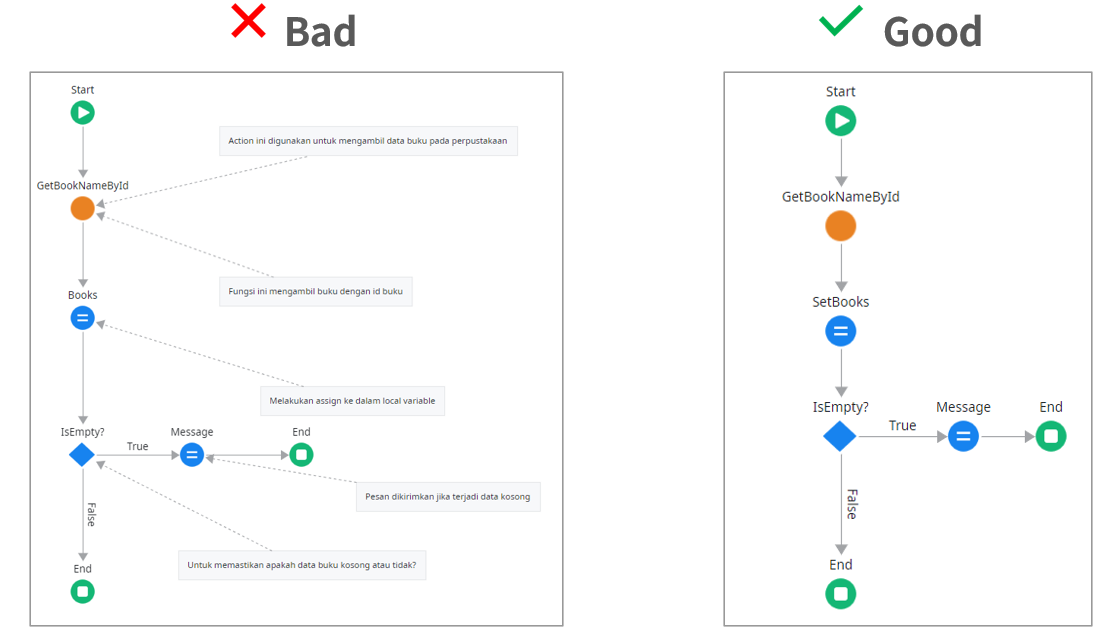 Bad
Start
Action ini digunakan untuk mengambil data buku pada perpustakaan
GetBookNameById
Fungsi ini mengambil buku dengan id buku
Books
Melakukan assign ke dalam local variable
IsEmpty?
True
Message
End
Pesan dikirimkan jika terjadi data kosong
False
Untuk memastikan apakah data buku kosong atau tidak?
End
Good
Start
GetBookNameById
SetBooks
IsEmpty?
True
Message
End
False
End